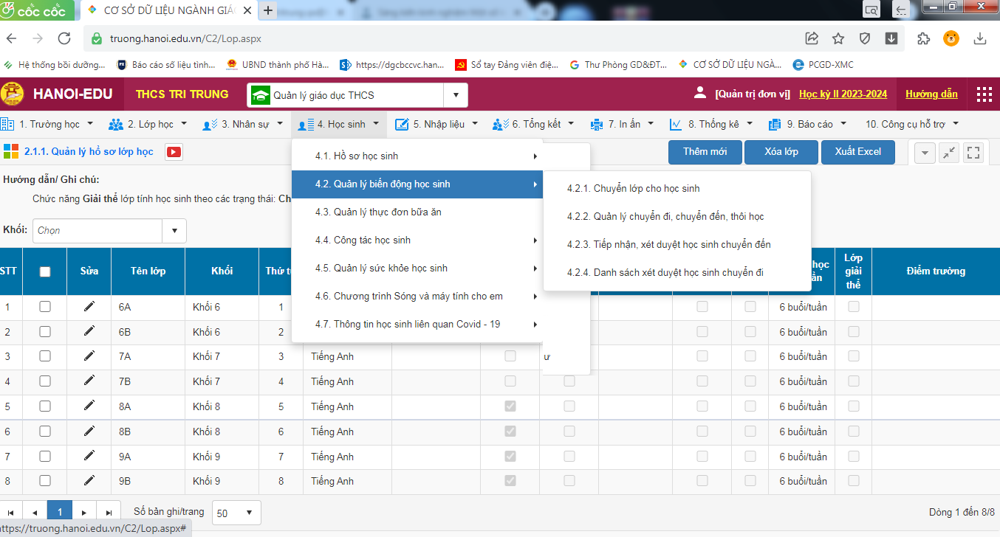 cốc cốc
CƠ SỞ DỮ LIỆU NGÀNH GIÁ
truong.hanoi.edu.vn/C2/Lop.aspx
Hệ thống bồi dưỡng... Báo cáo số liệu tình... UBND thành phố Hà... https://dgcbccvc.han... Sổ tay Đảng viên điệ... Thư Phòng GD&ĐT... CƠ SỞ DỮ LIỆU NGÀ... PCGD-XMC
HANOI-EDU THCS TRI TRUNG Quản lý giáo dục THCS [Quản trị đơn vị] Học kỳ II 2023-2024 Hướng dẫn
1. Trường học 2. Lớp học 3. Nhân sự 4. Học sinh 5. Nhập liệu 6. Tổng kết 7. In ấn 8. Thống kê 9. Báo cáo 10. Công cụ hỗ trợ
2.1.1. Quản lý hồ sơ lớp học Thêm mới Xóa lớp Xuất Excel
Hướng dẫn/ Ghi chú:
Chức năng Giải thể lớp tính học sinh theo các trạng thái: Ch
Khối: Chọn
4.1. Hồ sơ học sinh
4.2. Quản lý biến động học sinh
4.3. Quản lý thực đơn bữa ăn
4.4. Công tác học sinh
4.5. Quản lý sức khỏe học sinh
4.6. Chương trình Sóng và máy tính cho em
4.7. Thông tin học sinh liên quan Covid - 19
4.2.1. Chuyển lớp cho học sinh
4.2.2. Quản lý chuyển đi, chuyển đến, thôi học
4.2.3. Tiếp nhận, xét duyệt học sinh chuyển đến
4.2.4. Danh sách xét duyệt học sinh chuyển đi
STT Sửa Tên lớp Khối Thứ t học Lớp giải thể Điểm trường
1 6A Khối 6 1 6 buổi/tuần
2 6B Khối 6 2 6 buổi/tuần
3 7A Khối 7 3 Tiếng Anh ư 6 buổi/tuần
4 7B Khối 7 4 Tiếng Anh 6 buổi/tuần
5 8A Khối 8 5 Tiếng Anh 6 buổi/tuần
6 8B Khối 8 6 Tiếng Anh 6 buổi/tuần
7 9A Khối 9 7 Tiếng Anh 6 buổi/tuần
8 9B Khối 9 8 Tiếng Anh 6 buổi/tuần
1 Số bản ghi/trang 50 Dòng 1 đến 8/8
https://truong.hanoi.edu.vn/C2/Lop.aspx#